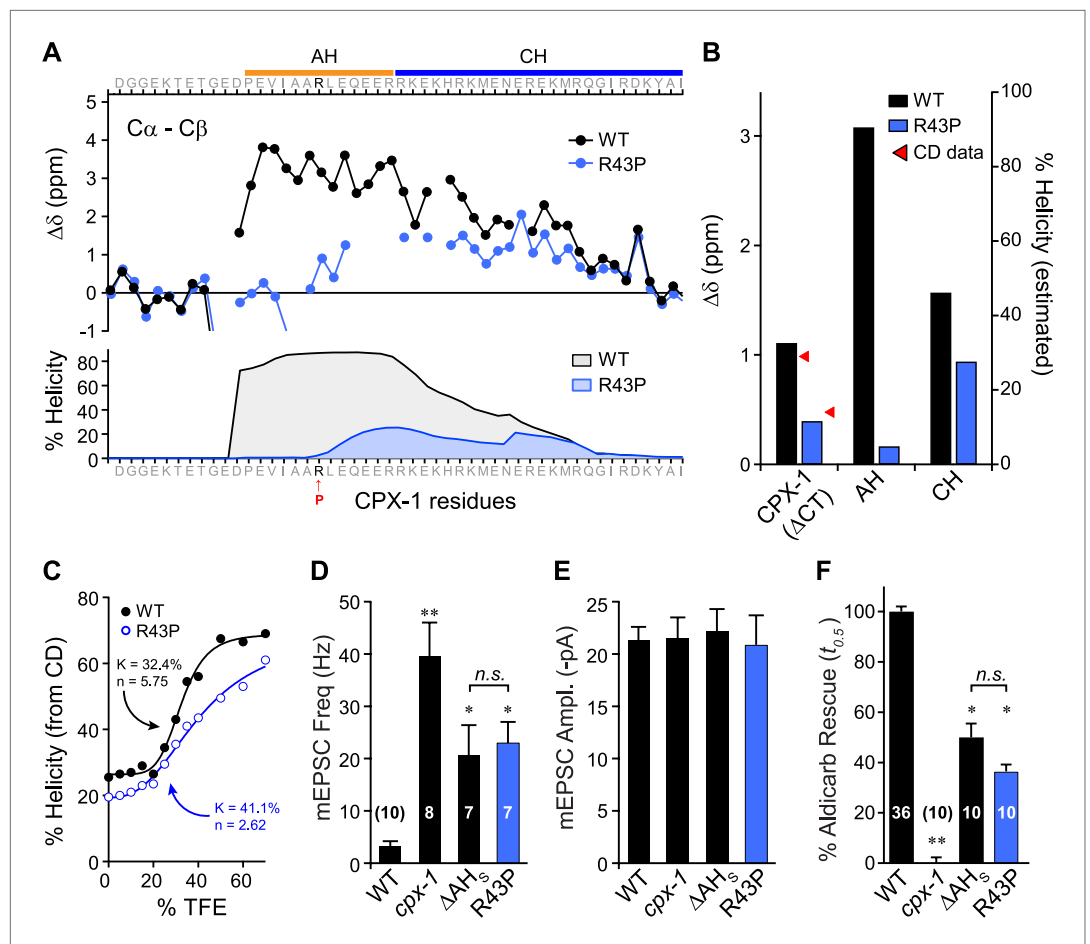 A
AH
CH
DGGEKTETGEDPEVIAARLEQEERRKEKHRKMENEREKMRQGIRDKYAI
Cα - Cβ
WT
R43P
Δδ (ppm)
5
4
3
2
1
0
-1
WT
R43P
% Helicity
80
60
40
20
0
DGGEKTETGEDPEVIAARLEQEERRKEKHRKMENEREKMRQGIRDKYAI
P
CPX-1 residues
B
WT
R43P
CD data
Δδ (ppm)
3
2
1
0
100
80
60
40
20
0
% Helicity (estimated)
CPX-1 (ΔCT)
AH
CH
C
WT
R43P
K = 32.4%
n = 5.75
K = 41.1%
n = 2.62
% Helicity (from CD)
80
60
40
20
0
0 20 40 60
% TFE
D
mEPSC Freq (Hz)
50
40
30
20
10
0
**
n.s.
* *
(10) 8 7 7
WT cpx-1 ΔAHS R43P
E
mEPSC Ampl. (-pA)
25
20
15
10
5
0
WT cpx-1 ΔAHS R43P
F
% Aldicarb Rescue (t0.5)
100%
80
60
40
20
0
n.s.
* *
36 (10) 10 10
**
WT cpx-1 ΔAHS R43P